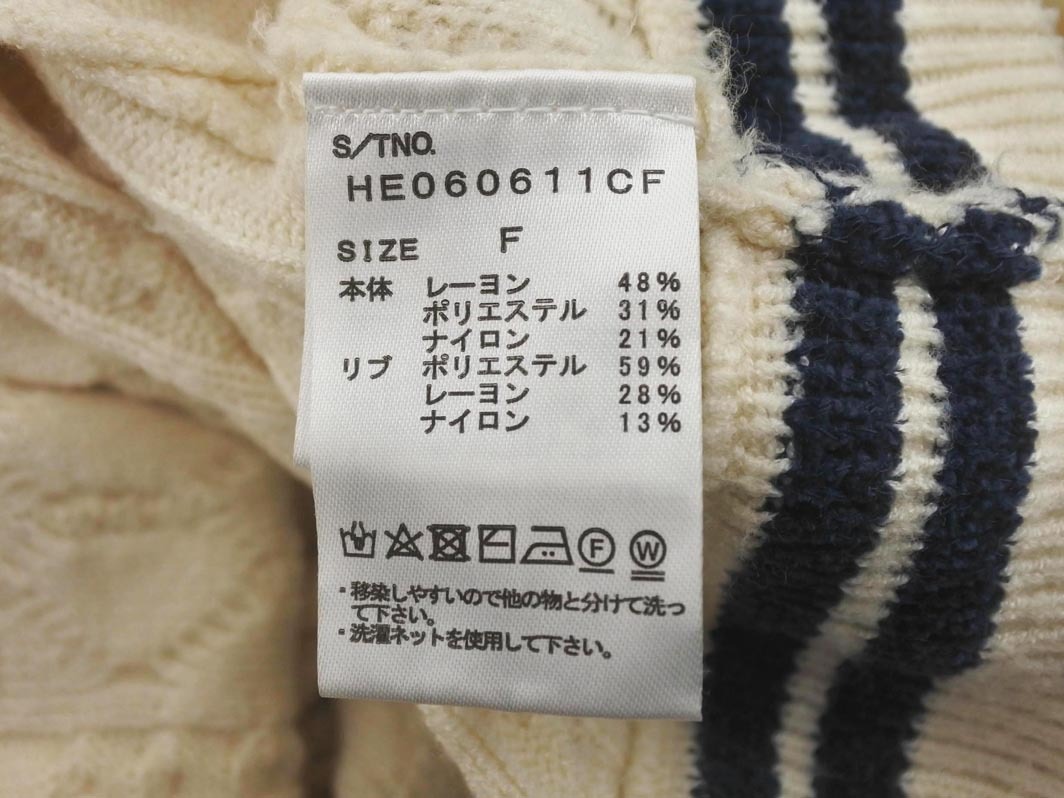 S/TNO.
HE060611CF
SIZE F
本体 レーヨン 48%
ポリエステル 31%
ナイロン 21%
リブ ポリエステル 59%
レーヨン 28%
ナイロン 13%
F W
・移染しやすいので他の物と分けて洗っ
て下さい。
・洗濯ネットを使用して下さい。